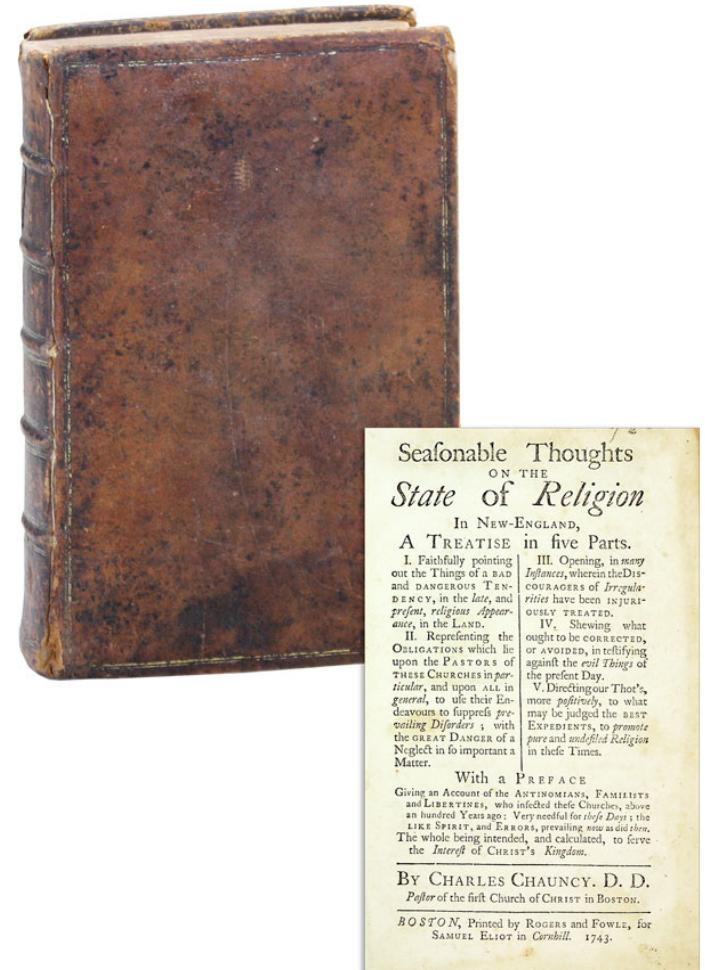 Seaſonable Thoughts
ON THE
State of Religion
In NEW-ENGLAND,
A TREATISE in five Parts.
I. Faithfully pointing
out the Things of a BAD
and DANGEROUS TEN-
DENCY, in the late, and
preſent, religious Appear-
ance, in the LAND.
II. Repreſenting the
OBLIGATIONS which lie
upon the PASTORS of
THESE CHURCHES in par-
ticular, and upon ALL in
general, to uſe their En-
deavours to ſuppreſs pre-
vailing Diſorders ; with
the GREAT DANGER of a
Neglect in ſo important a
Matter.
III. Opening, in many
Inſtances, wherein the DIS-
COURAGERS of Irregula-
rities have been INJURI-
OUSLY TREATED.
IV. Shewing what
ought to be CORRECTED,
or AVOIDED, in teſtifying
againſt the evil Things of
the preſent Day.
V. Directing our Thot's,
more poſitively, to what
may be judged the BEST
EXPEDIENTS, to promote
pure and undefiled Religion
in theſe Times.
With a PREFACE
Giving an Account of the ANTINOMIANS, FAMILISTS
and LIBERTINES, who infected theſe Churches, above
an hundred Years ago : Very needful for theſe Days ; the
LIKE SPIRIT, and ERRORS, prevailing now as did then.
The whole being intended, and calculated, to ſerve
the Intereſt of CHRIST'S Kingdom.
BY CHARLES CHAUNCY. D. D.
Paſtor of the firſt Church of CHRIST in BOSTON.
BOSTON, Printed by ROGERS and FOWLE, for
SAMUEL ELIOT in Cornhill. 1743.